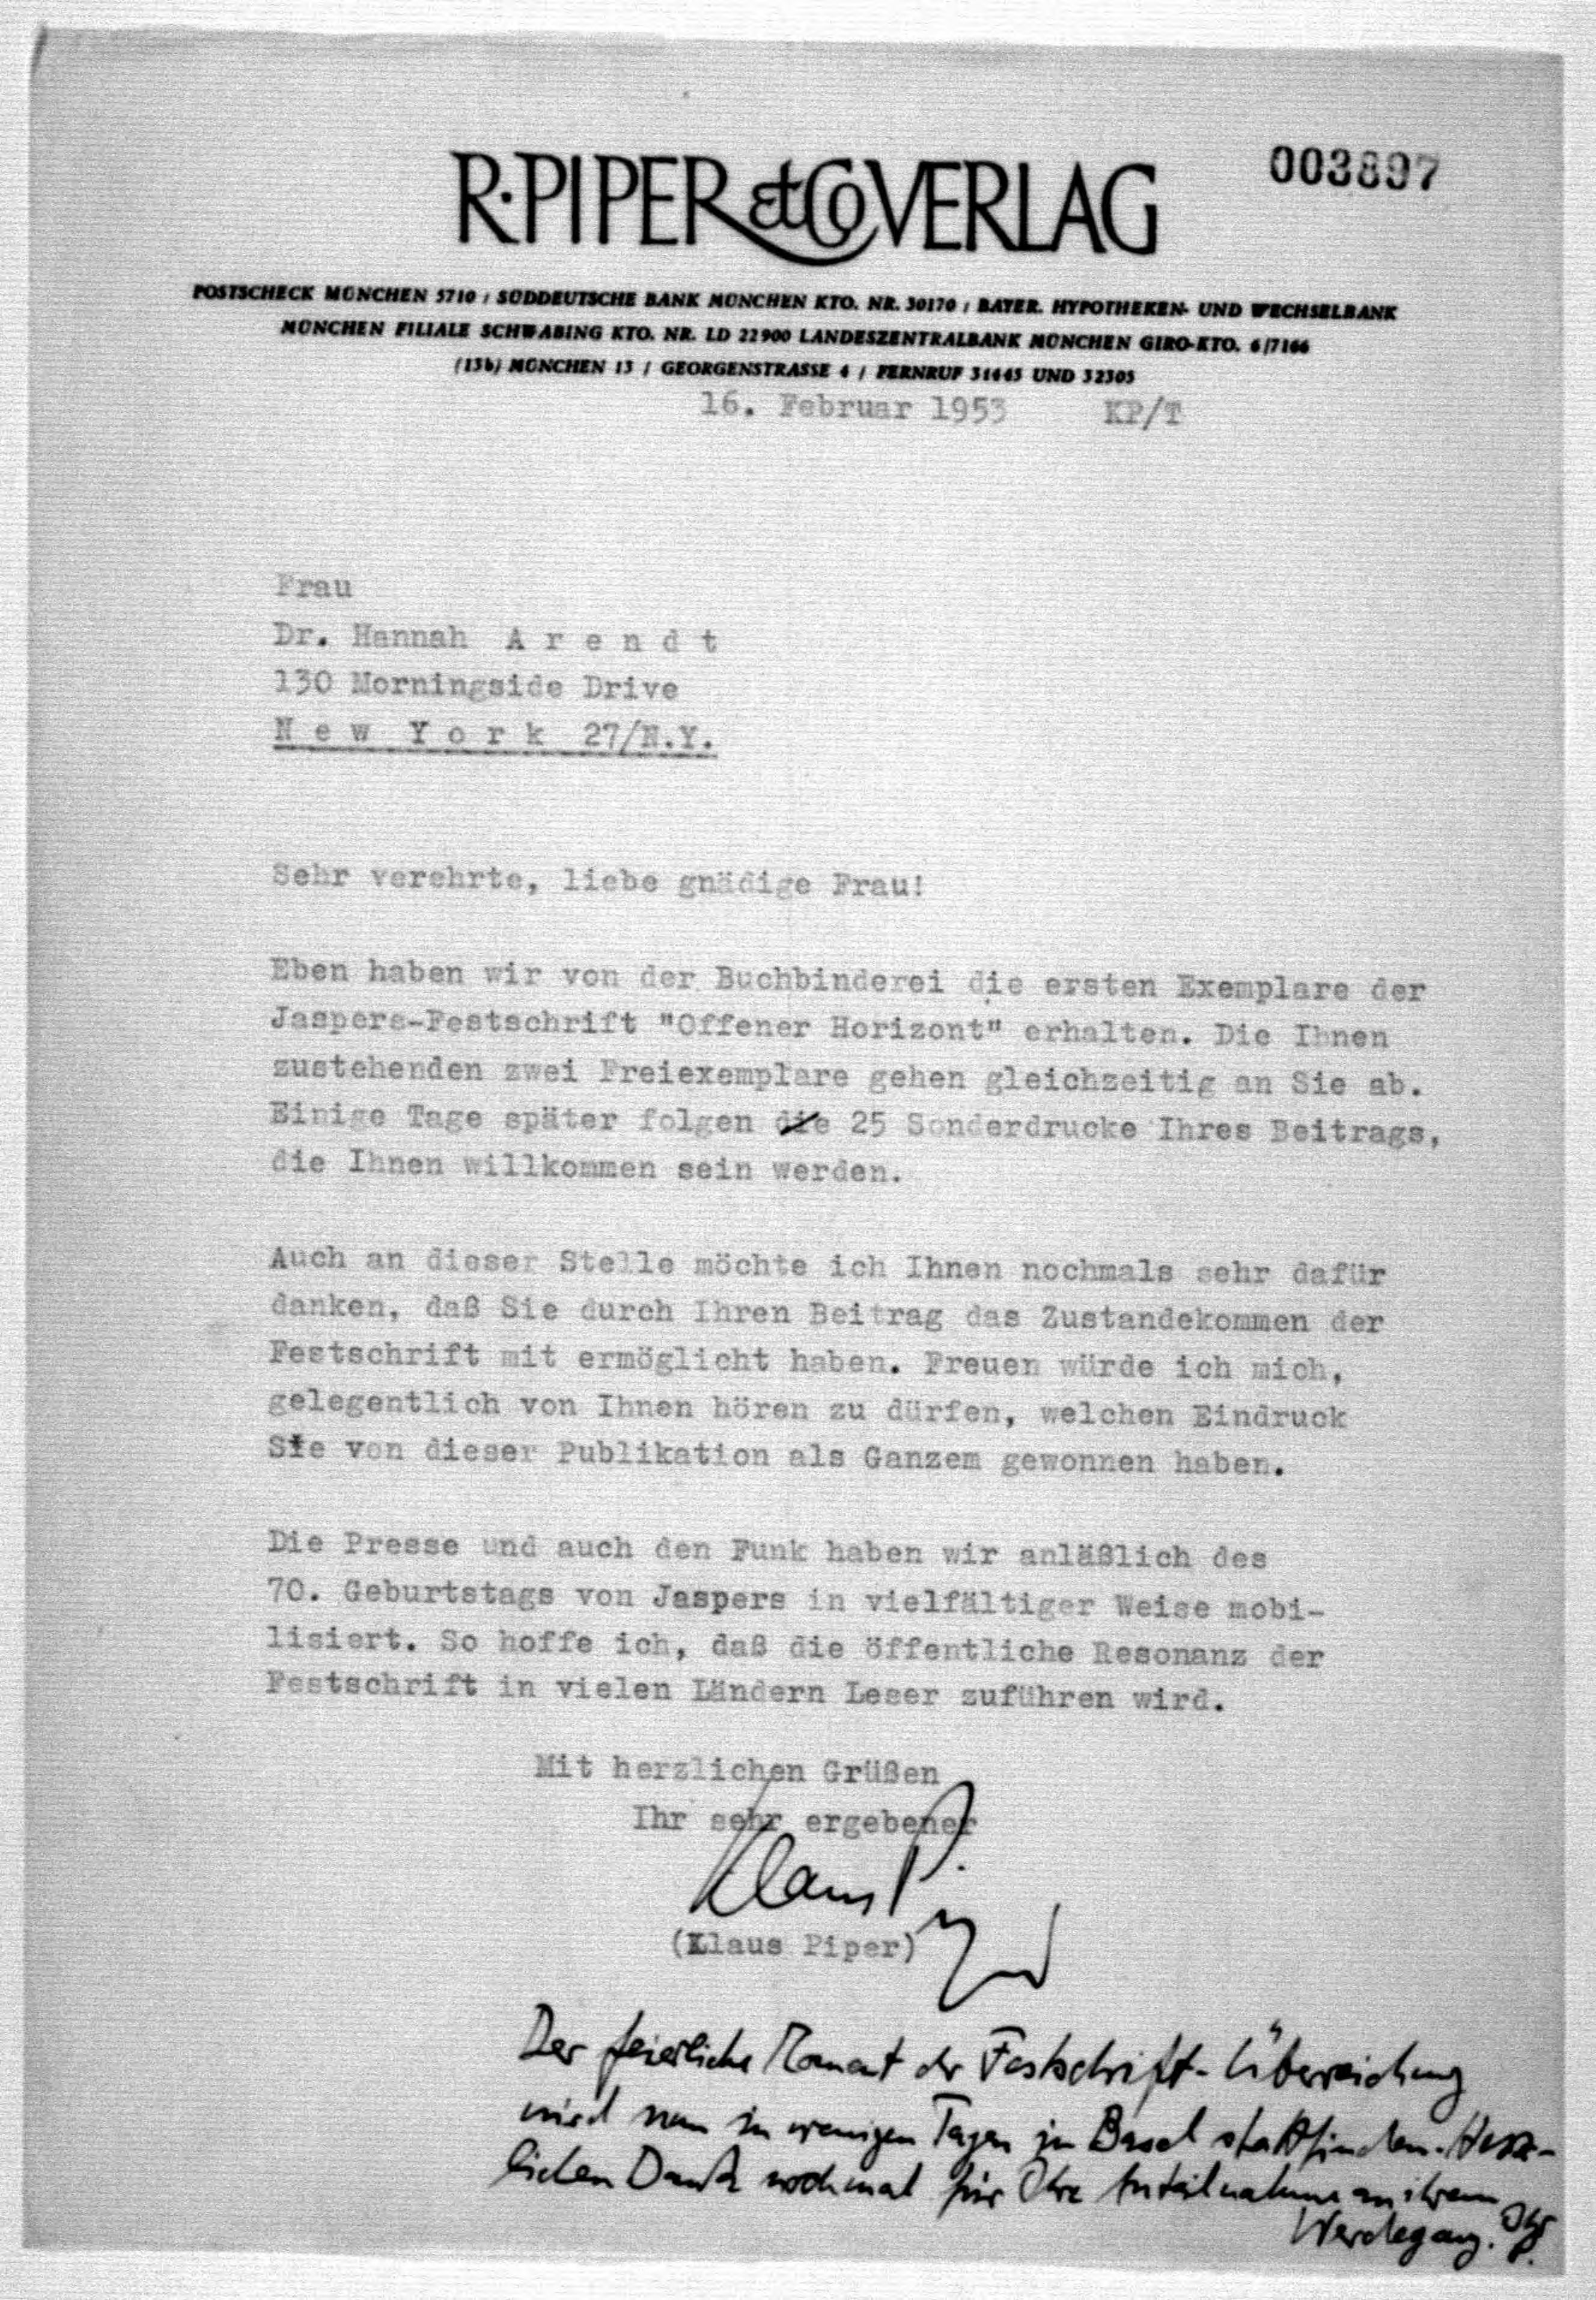 R·PIPER & CO VERLAG
003897
POSTSCHECK MÜNCHEN 5710 / SÜDDEUTSCHE BANK MÜNCHEN KTO. NR. 30170 / BAYER. HYPOTHEKEN- UND WECHSELBANK
MÜNCHEN FILIALE SCHWABING KTO. NR. LD 22900 LANDESZENTRALBANK MÜNCHEN GIRO-KTO. 6/7166
(13b) MÜNCHEN 13 / GEORGENSTRASSE 4 / FERNRUF 31445 UND 32305
16. Februar 1953 KP/T
Frau
Dr. Hannah A r e n d t
130 Morningside Drive
N e w Y o r k 27/N.Y.
Sehr verehrte, liebe gnädige Frau!
Eben haben wir von der Buchbinderei die ersten Exemplare der
Jaspers-Festschrift "Offener Horizont" erhalten. Die Ihnen
zustehenden zwei Freiexemplare gehen gleichzeitig an Sie ab.
Einige Tage später folgen die 25 Sonderdrucke Ihres Beitrags,
die Ihnen willkommen sein werden.
Auch an dieser Stelle möchte ich Ihnen nochmals sehr dafür
danken, daß Sie durch Ihren Beitrag das Zustandekommen der
Festschrift mit ermöglicht haben. Freuen würde ich mich,
gelegentlich von Ihnen hören zu dürfen, welchen Eindruck
Sie von dieser Publikation als Ganzem gewonnen haben.
Die Presse und auch den Funk haben wir anläßlich des
70. Geburtstags von Jaspers in vielfältiger Weise mobi-
lisiert. So hoffe ich, daß die öffentliche Resonanz der
Festschrift in vielen Ländern Leser zuführen wird.
Mit herzlichen Grüßen
Ihr sehr ergebener
Klaus Piper
(Klaus Piper)
Der feierliche Moment der Festschrift-Überreichung
wird nun in wenigen Tagen in Basel stattfinden. Herz-
lichen Dank nochmal für Ihre Anteilnahme an ihrem
Werdegang. Ihr
P.